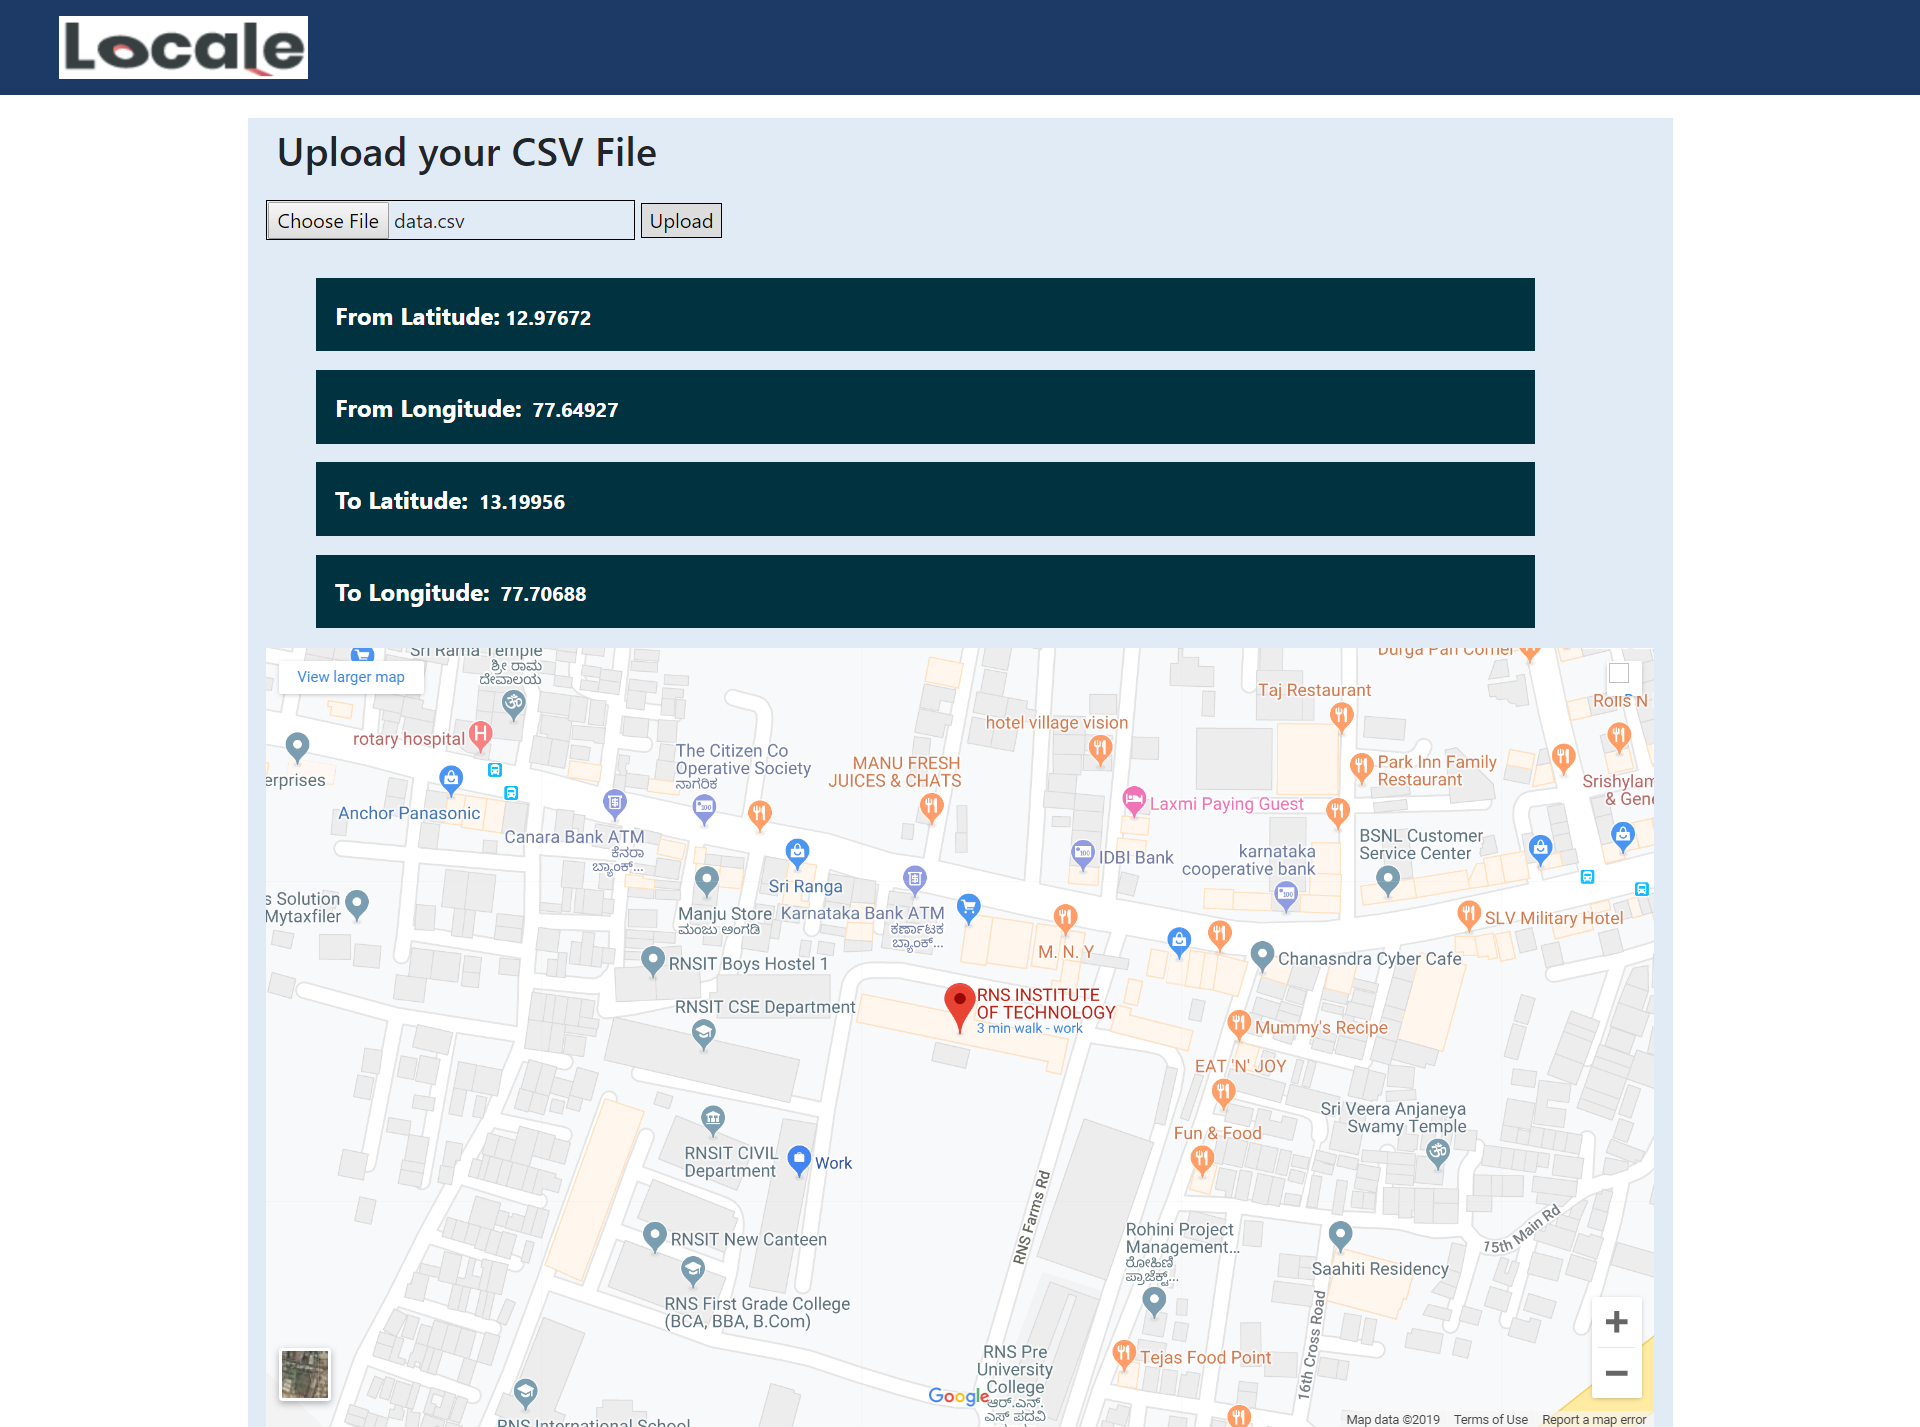 Locale
Upload your CSV File
Choose File data.csv Upload
From Latitude: 12.97672
From Longitude: 77.64927
To Latitude: 13.19956
To Longitude: 77.70688
View larger map
Sri Rama Temple
ಶ್ರೀ ರಾಮ
ದೇವಾಲಯ
Durga Pan Corner
Taj Restaurant
Rolls N
rotary hospital
hotel village vision
erprises
The Citizen Co
Operative Society
ನಾಗರಿಕ
MANU FRESH
JUICES & CHATS
Park Inn Family
Restaurant
Srishylam
& Gene
Anchor Panasonic
Laxmi Paying Guest
Canara Bank ATM
ಕೆನರಾ
ಬ್ಯಾಂಕ್...
BSNL Customer
Service Center
IDBI Bank
karnataka
cooperative bank
Sri Ranga
s Solution
Mytaxfiler
Manju Store
ಮಂಜು ಅಂಗಡಿ
Karnataka Bank ATM
ಕರ್ಣಾಟಕ
ಬ್ಯಾಂಕ್...
SLV Military Hotel
M. N. Y
RNSIT Boys Hostel 1
Chanasndra Cyber Cafe
RNSIT CSE Department
RNS INSTITUTE
OF TECHNOLOGY
3 min walk - work
Mummy's Recipe
EAT 'N' JOY
Sri Veera Anjaneya
Swamy Temple
Fun & Food
RNSIT CIVIL
Department
Work
RNS Farms Rd
Rohini Project
Management...
ರೋಹಿಣಿ
ಪ್ರಾಜೆಕ್ಟ್...
15th Main Rd
RNSIT New Canteen
Saahiti Residency
RNS First Grade College
(BCA, BBA, B.Com)
16th Cross Road
RNS Pre
University
College
ಆರ್.ಎನ್.
ಎಸ್ ಪದವಿ
Tejas Food Point
Google
RNS International School
Map data ©2019 Terms of Use Report a map error